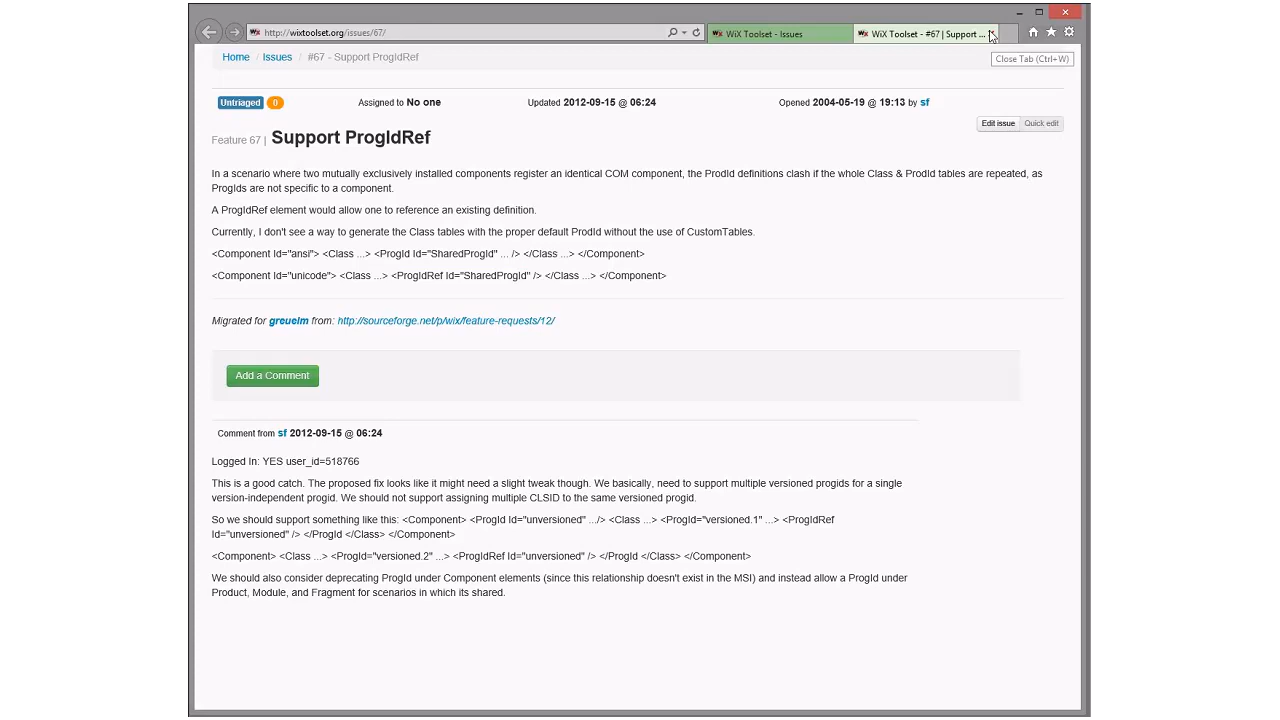 http://wixtoolset.org/issues/67/
WiX Toolset - Issues
WiX Toolset - #67 | Support ...
Close Tab (Ctrl+W)
Home / Issues / #67 - Support ProgIdRef
Untriaged 0 Assigned to No one Updated 2012-09-15 @ 06:24 Opened 2004-05-19 @ 19:13 by sf
Edit issue Quick edit
Feature 67 | Support ProgIdRef
In a scenario where two mutually exclusively installed components register an identical COM component, the ProdId definitions clash if the whole Class & ProdId tables are repeated, as
ProgIds are not specific to a component.
A ProgIdRef element would allow one to reference an existing definition.
Currently, I don't see a way to generate the Class tables with the proper default ProdId without the use of CustomTables.
<Component Id="ansi"> <Class ...> <ProgId Id="SharedProgId" ... /> </Class ...> </Component>
<Component Id="unicode"> <Class ...> <ProgIdRef Id="SharedProgId" /> </Class ...> </Component>
Migrated for greuelm from: http://sourceforge.net/p/wix/feature-requests/12/
Add a Comment
Comment from sf 2012-09-15 @ 06:24
Logged In: YES user_id=518766
This is a good catch. The proposed fix looks like it might need a slight tweak though. We basically, need to support multiple versioned progids for a single
version-independent progid. We should not support assigning multiple CLSID to the same versioned progid.
So we should support something like this: <Component> <ProgId Id="unversioned" .../> <Class ...> <ProgId="versioned.1" ...> <ProgIdRef
Id="unversioned" /> </ProgId </Class> </Component>
<Component> <Class ...> <ProgId="versioned.2" ...> <ProgIdRef Id="unversioned" /> </ProgId </Class> </Component>
We should also consider deprecating ProgId under Component elements (since this relationship doesn't exist in the MSI) and instead allow a ProgId under
Product, Module, and Fragment for scenarios in which its shared.